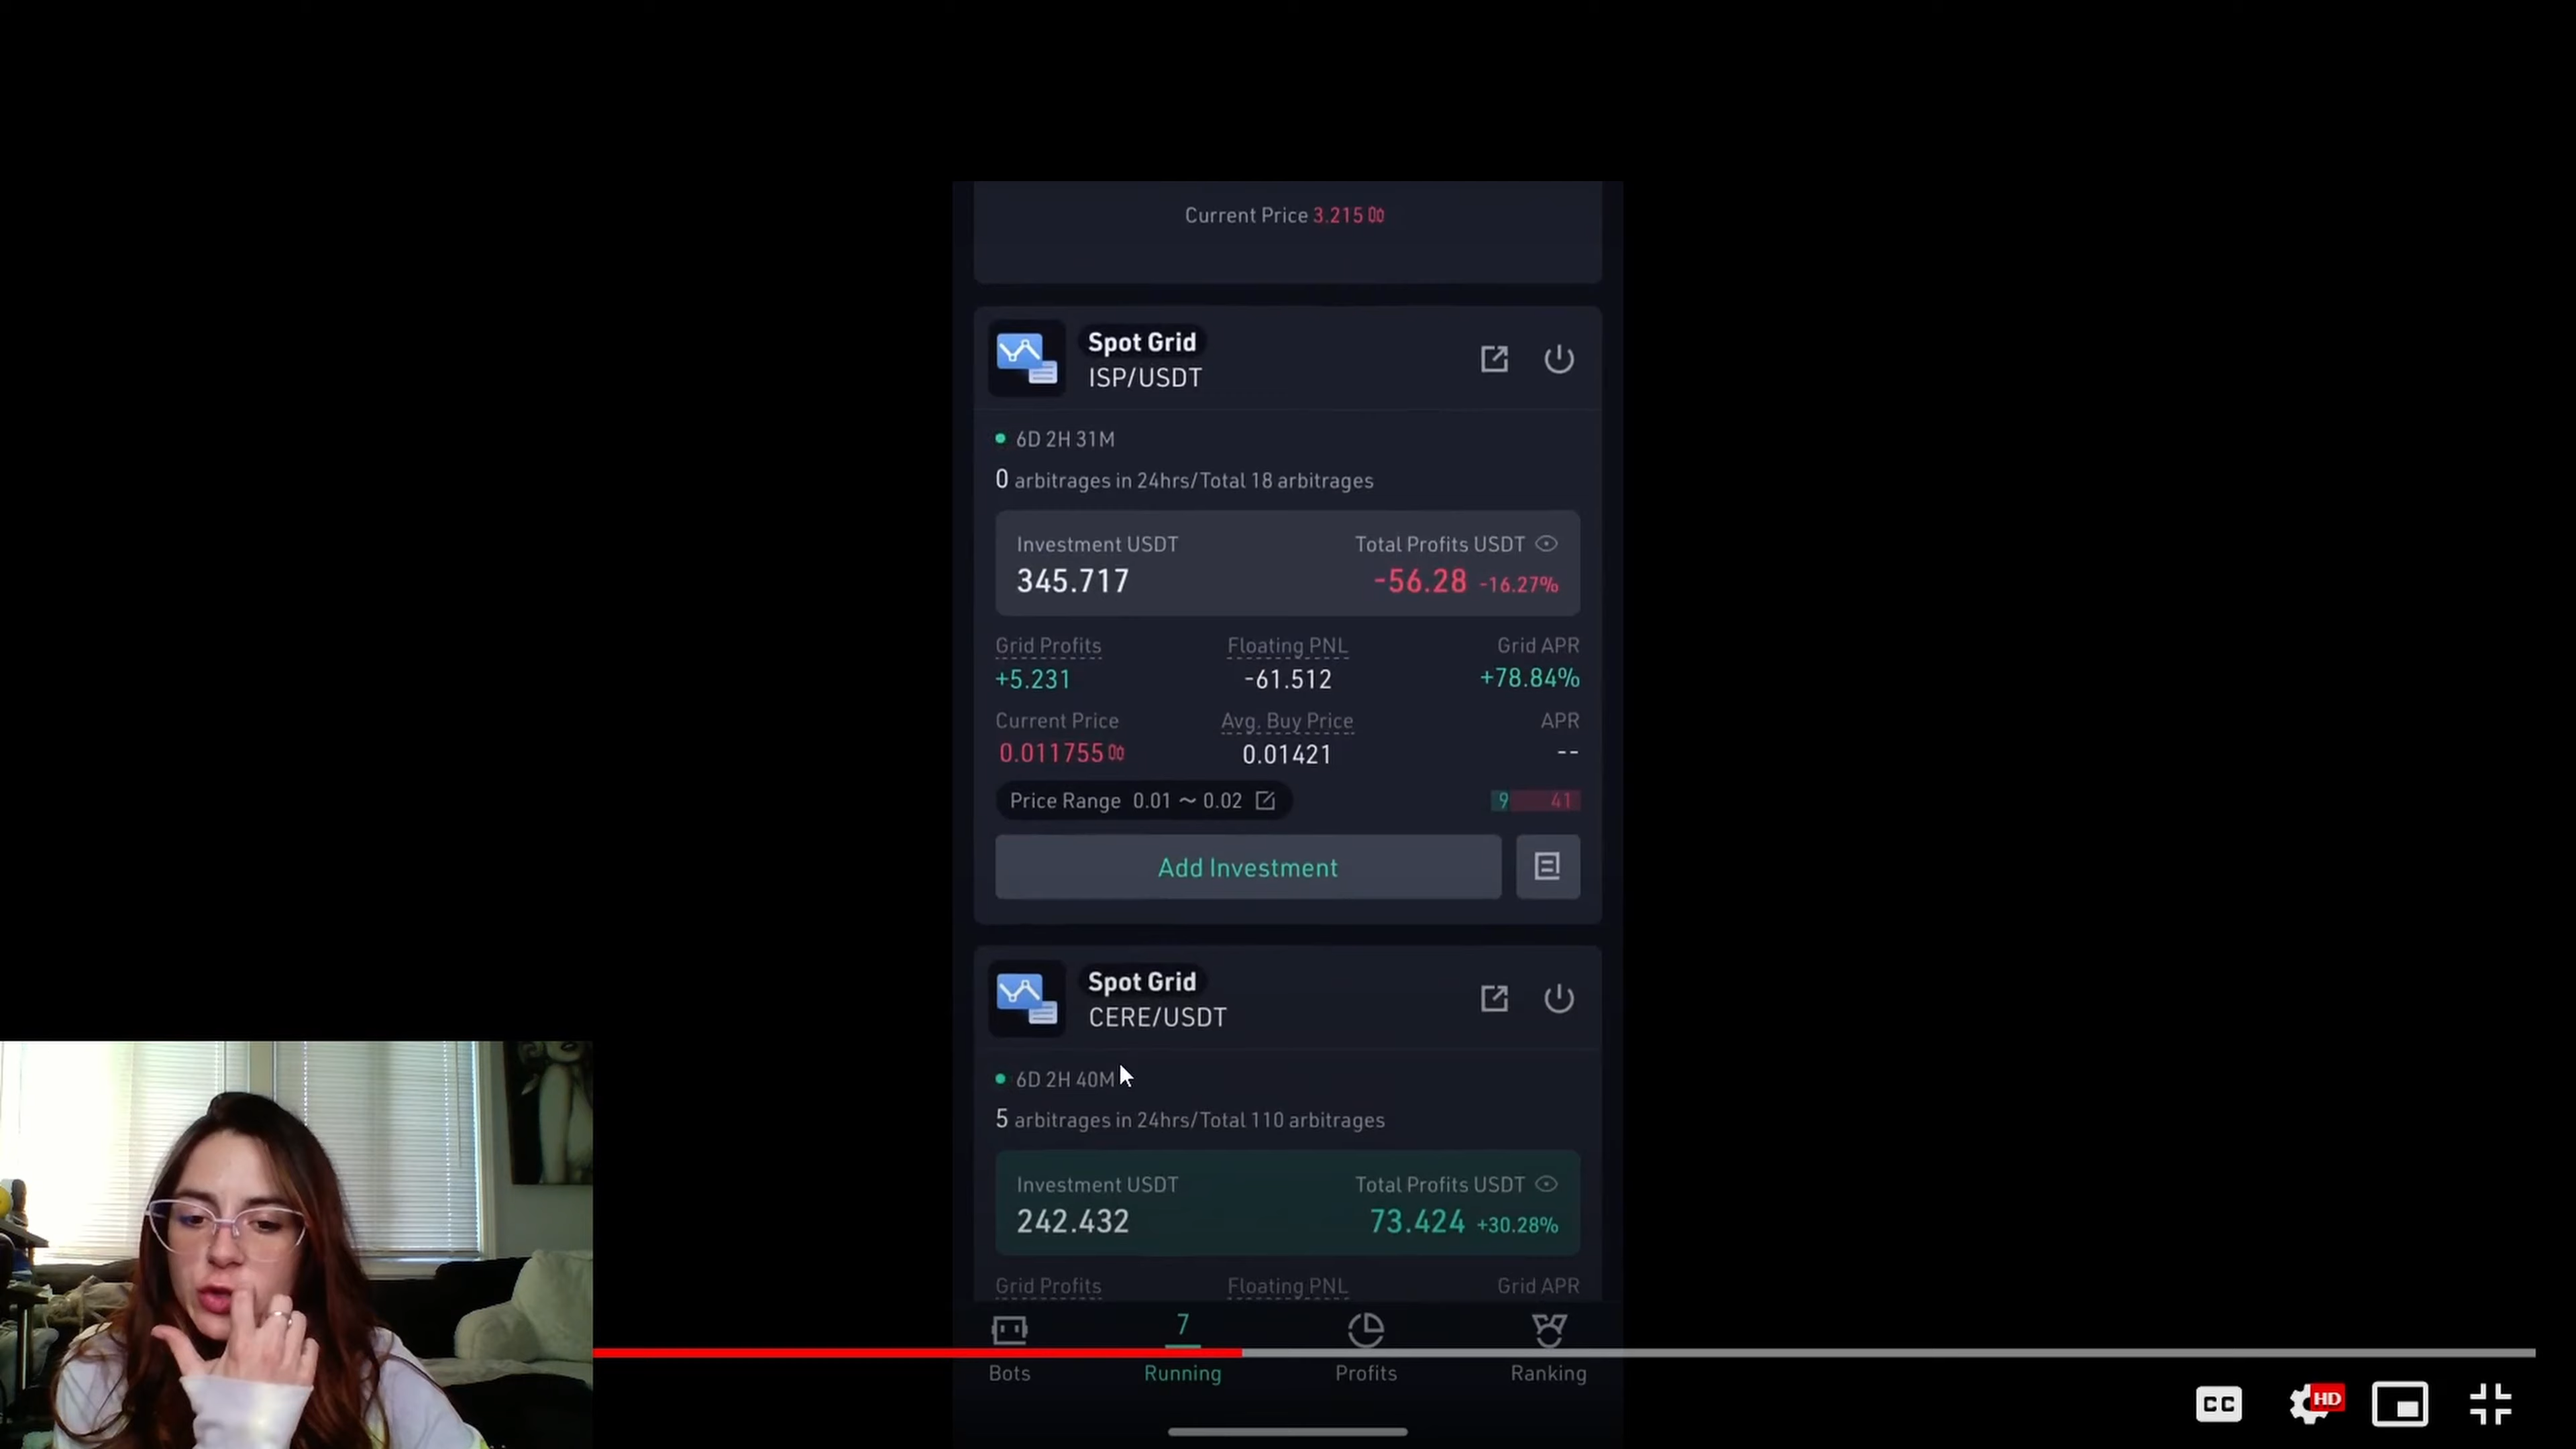 Current Price 3.215
Spot Grid
ISP/USDT
6D 2H 31M
0 arbitrages in 24hrs/Total 18 arbitrages
Investment USDT Total Profits USDT
345.717 -56.28 -16.27%
Grid Profits Floating PNL Grid APR
+5.231 -61.512 +78.84%
Current Price Avg. Buy Price APR
0.011755 0.01421 --
Price Range 0.01 ~ 0.02 9 41
Add Investment
Spot Grid
CERE/USDT
6D 2H 40M
5 arbitrages in 24hrs/Total 110 arbitrages
Investment USDT Total Profits USDT
242.432 73.424 +30.28%
Grid Profits Floating PNL Grid APR
7
Bots Running Profits Ranking
CC HD